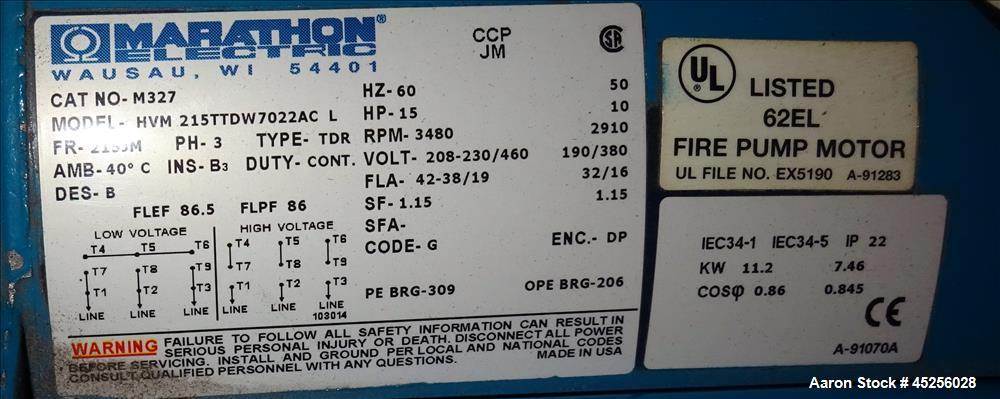 MARATHON®
ELECTRIC
WAUSAU, WI 54401
CCP
JM
SA
CAT NO- M327
MODEL- HVM 215TTDW7022AC L
FR- 215JM PH- 3 TYPE- TDR
AMB-40° C INS-B3 DUTY- CONT.
DES- B
FLEF 86.5 FLPF 86
HZ-60 50
HP-15 10
RPM-3480 2910
VOLT- 208-230/460 190/380
FLA- 42-38/19 32/16
SF-1.15 1.15
SFA-
CODE-G ENC.- DP
PE BRG-309 OPE BRG-206
LOW VOLTAGE HIGH VOLTAGE
T4 T5 T6 T4 T5 T6
T7 T8 T9 T7 T8 T9
T1 T2 T3 T1 T2 T3
LINE LINE LINE LINE LINE LINE
103014
WARNING FAILURE TO FOLLOW ALL SAFETY INFORMATION CAN RESULT IN
SERIOUS PERSONAL INJURY OR DEATH. DISCONNECT ALL POWER
BEFORE SERVICING, INSTALL AND GROUND PER LOCAL AND NATIONAL CODES
CONSULT QUALIFIED PERSONNEL WITH ANY QUESTIONS. MADE IN USA
UL ®
LISTED
62EL
FIRE PUMP MOTOR
UL FILE NO. EX5190 A-91283
IEC34-1 IEC34-5 IP 22
KW 11.2 7.46
COSφ 0.86 0.845
CE
A-91070A
Aaron Stock # 45256028